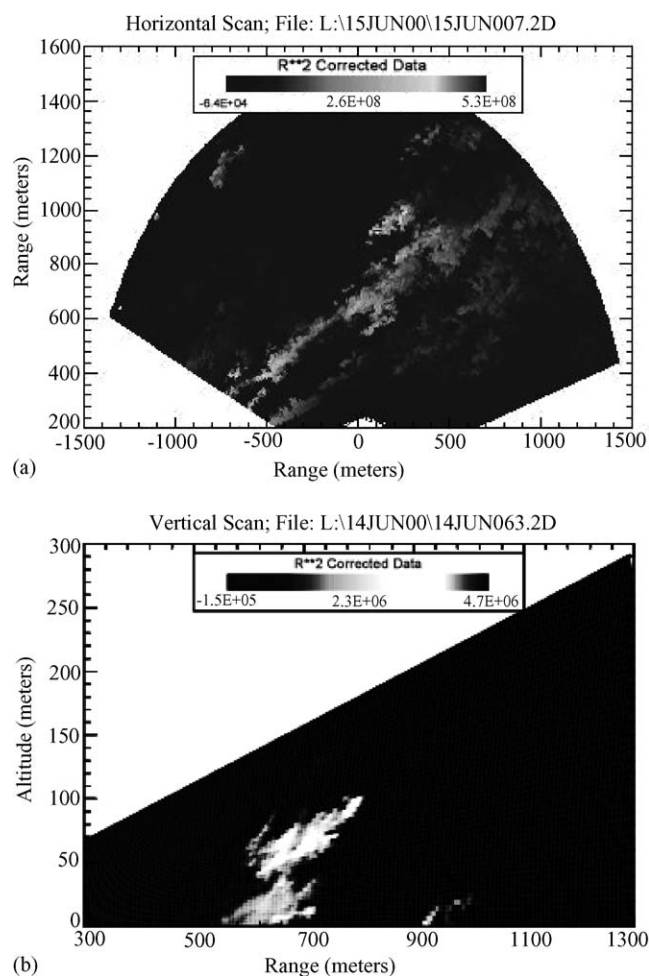 Horizontal Scan; File: L:\15JUN00\15JUN007.2D
1600
1400
1200
1000
800
600
400
200
Range (meters)
R**2 Corrected Data
-6.4E+04 2.6E+08 5.3E+08
-1500 -1000 -500 0 500 1000 1500
(a)
Range (meters)
Vertical Scan; File: L:\14JUN00\14JUN063.2D
300
250
200
150
100
50
0
Altitude (meters)
R**2 Corrected Data
-1.5E+05 2.3E+06 4.7E+06
300 500 700 900 1100 1300
(b)
Range (meters)